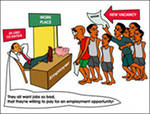 WORK
PLACE
NEW VACANCY
They all want jobs so bad,
that they're willing to pay for an employment opportunity!